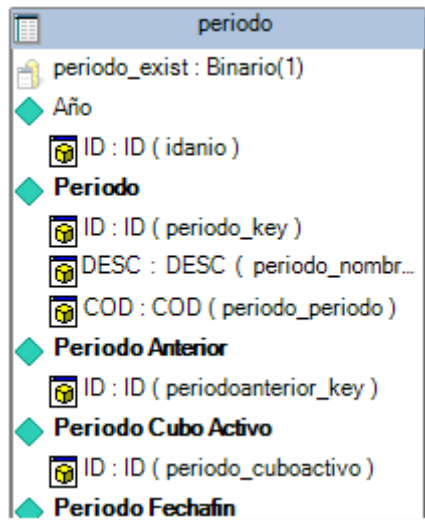 periodo
periodo_exist : Binario(1)
Año
ID : ID ( idanio )
Periodo
ID : ID ( periodo_key )
DESC : DESC ( periodo_nombr...
COD : COD ( periodo_periodo )
Periodo Anterior
ID : ID ( periodoanterior_key )
Periodo Cubo Activo
ID : ID ( periodo_cuboactivo )
Periodo Fechafin